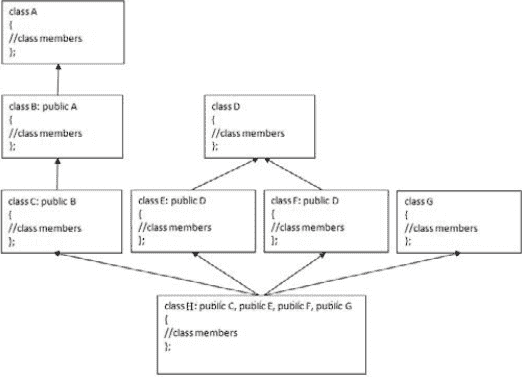 class A
{
//class members
};
class B: public A
{
//class members
};
class D
{
//class members
};
class C: public B
{
//class members
};
class E: public D
{
//class members
};
class F: public D
{
//class members
};
class G
{
//class members
};
class H: public C, public E, public F, public G
{
//class members
};